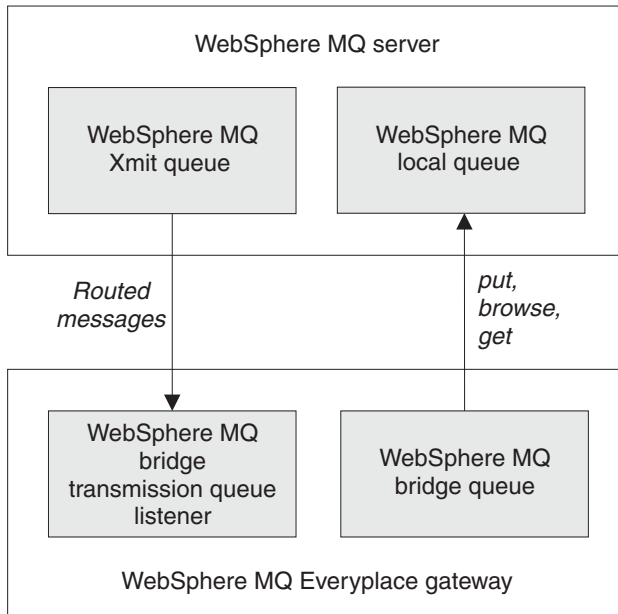 WebSphere MQ server
WebSphere MQ
Xmit queue
WebSphere MQ
local queue
Routed
messages
put,
browse,
get
WebSphere MQ
bridge
transmission queue
listener
WebSphere MQ
bridge queue
WebSphere MQ Everyplace gateway